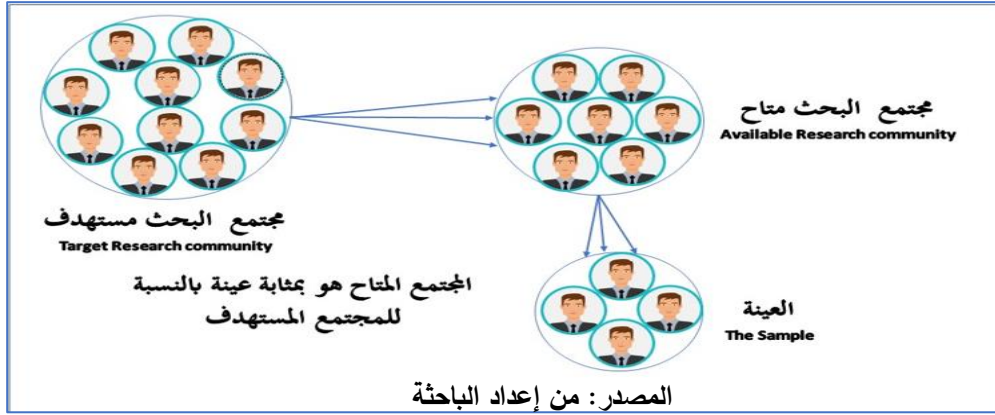 مجتمع البحث متاح
Available Research community
مجتمع البحث مستهدف
Target Research community
المجتمع المتاح هو بمثابة عينة بالنسبة
للمجتمع المستهدف
العينة
The Sample
المصدر: من إعداد الباحثة